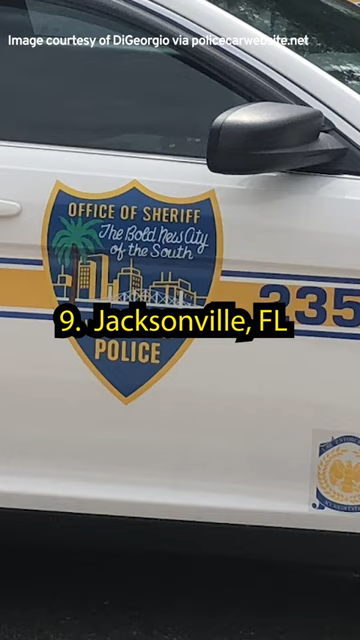 Image courtesy of DiGeorgio via policecarwebsite.net
OFFICE OF SHERIFF
The Bold New City
of the South
235
9. Jacksonville, FL
POLICE